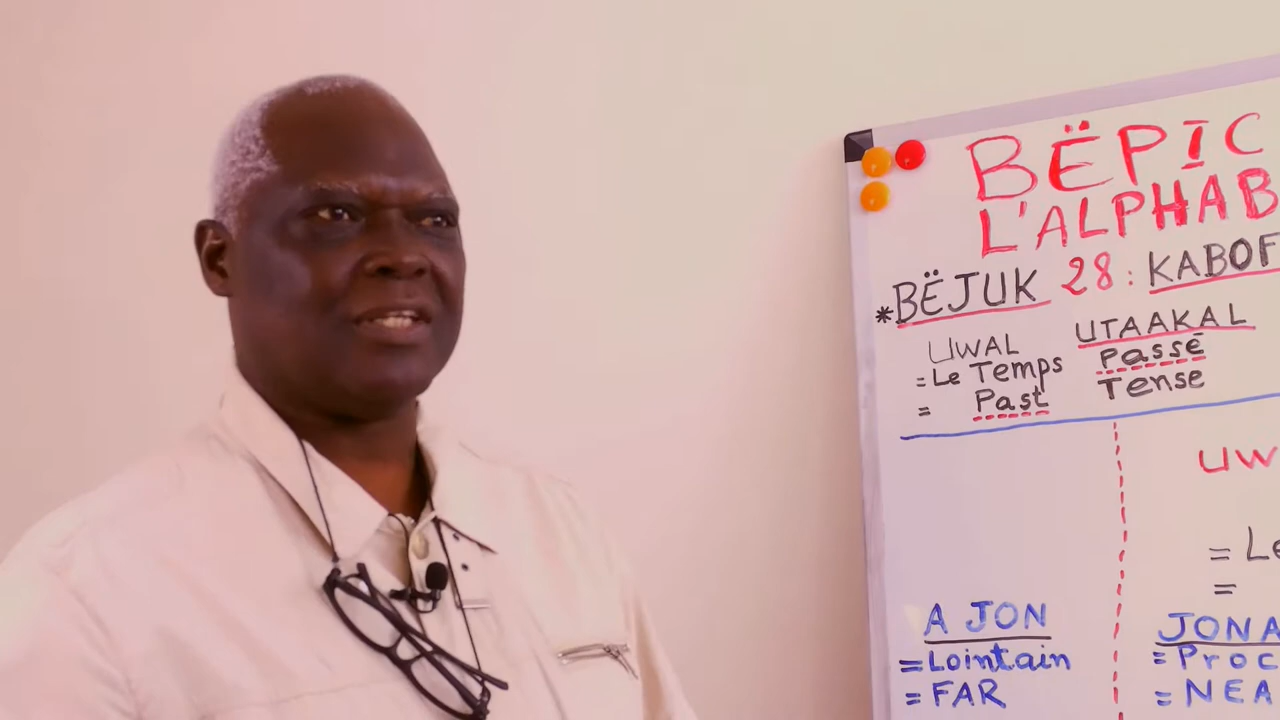 BËPIC
L'ALPHAB
*BËJUK 28: KABOF
UWAL UTAAKAL
=Le Temps Passé
= Past Tense
UW
= Le
=
A JON
=Lointain
=FAR
JONA
=Proc
=NEA